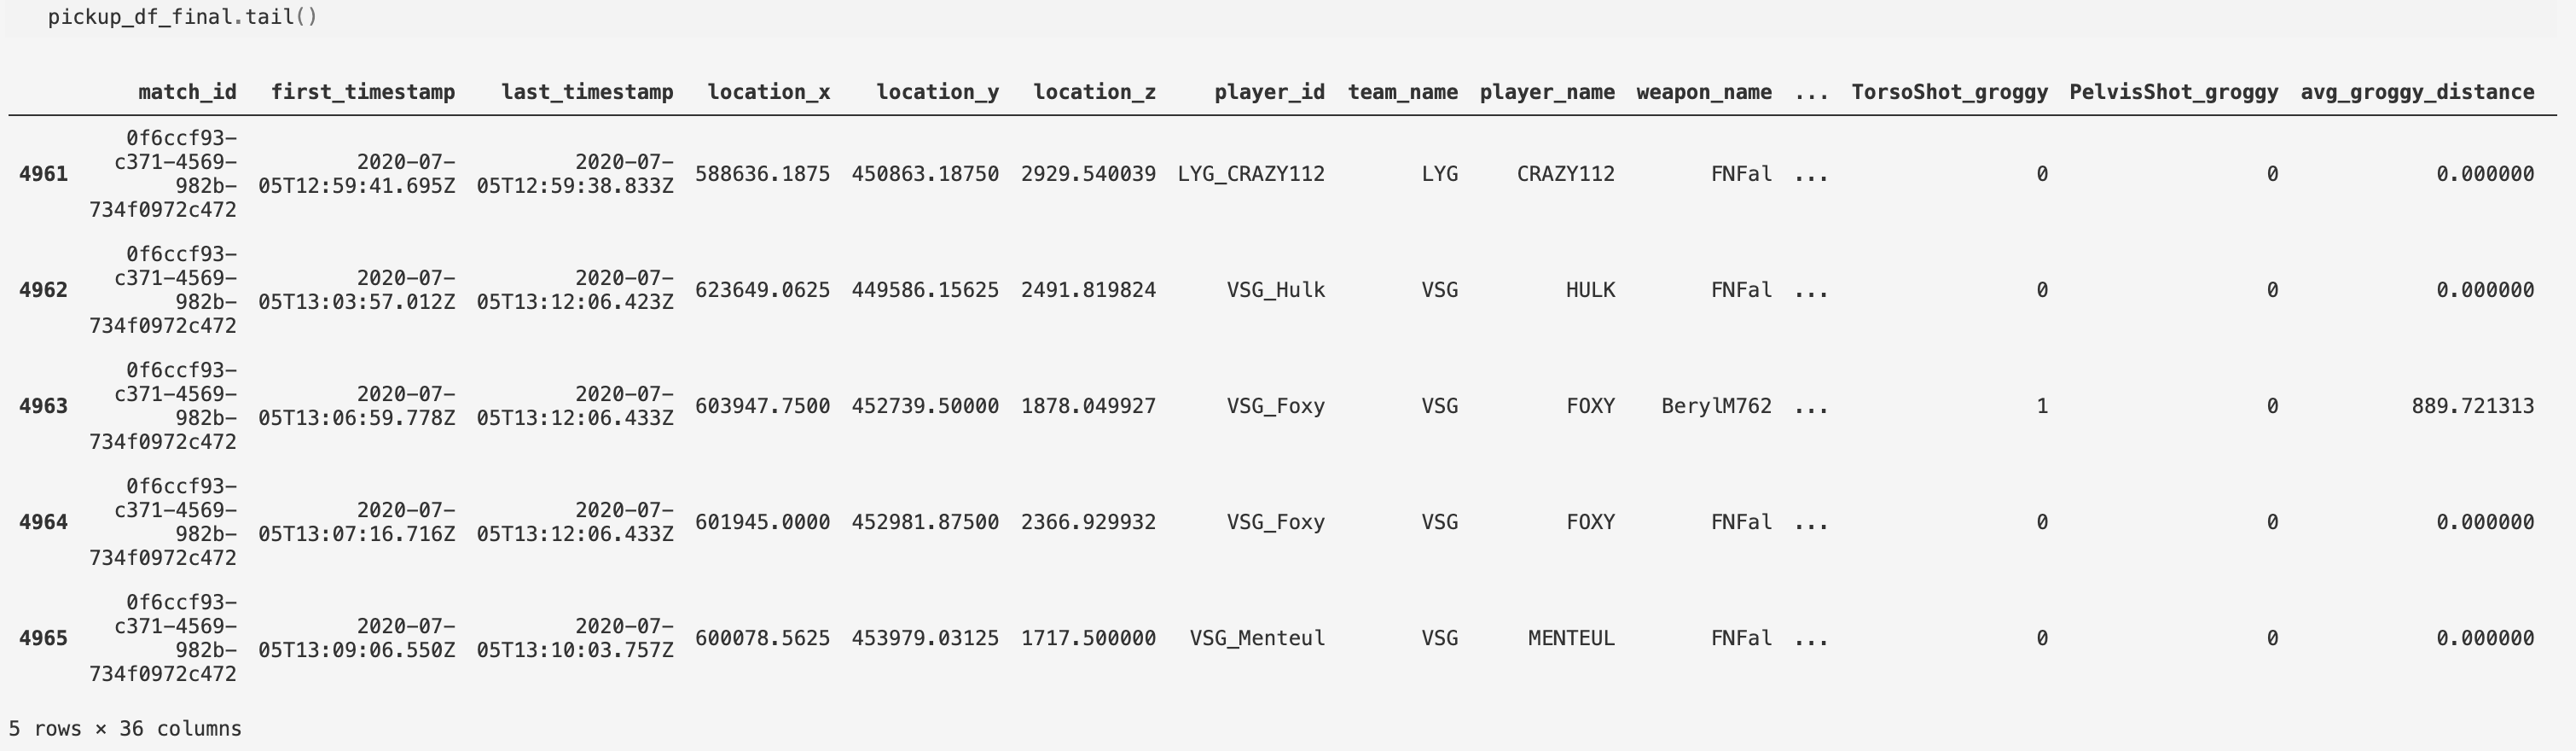 pickup_df_final.tail()
match_id first_timestamp last_timestamp location_x location_y location_z player_id team_name player_name weapon_name ... TorsoShot_groggy PelvisShot_groggy avg_groggy_distance
0f6ccf93-
c371-4569- 2020-07- 2020-07-
4961 588636.1875 450863.18750 2929.540039 LYG_CRAZY112 LYG CRAZY112 FNFal ... 0 0 0.000000
982b- 05T12:59:41.695Z 05T12:59:38.833Z
734f0972c472
0f6ccf93-
c371-4569- 2020-07- 2020-07-
4962 623649.0625 449586.15625 2491.819824 VSG_Hulk VSG HULK FNFal ... 0 0 0.000000
982b- 05T13:03:57.012Z 05T13:12:06.423Z
734f0972c472
0f6ccf93-
c371-4569- 2020-07- 2020-07-
4963 603947.7500 452739.50000 1878.049927 VSG_Foxy VSG FOXY BerylM762 ... 1 0 889.721313
982b- 05T13:06:59.778Z 05T13:12:06.433Z
734f0972c472
0f6ccf93-
c371-4569- 2020-07- 2020-07-
4964 601945.0000 452981.87500 2366.929932 VSG_Foxy VSG FOXY FNFal ... 0 0 0.000000
982b- 05T13:07:16.716Z 05T13:12:06.433Z
734f0972c472
0f6ccf93-
c371-4569- 2020-07- 2020-07-
4965 600078.5625 453979.03125 1717.500000 VSG_Menteul VSG MENTEUL FNFal ... 0 0 0.000000
982b- 05T13:09:06.550Z 05T13:10:03.757Z
734f0972c472
5 rows × 36 columns